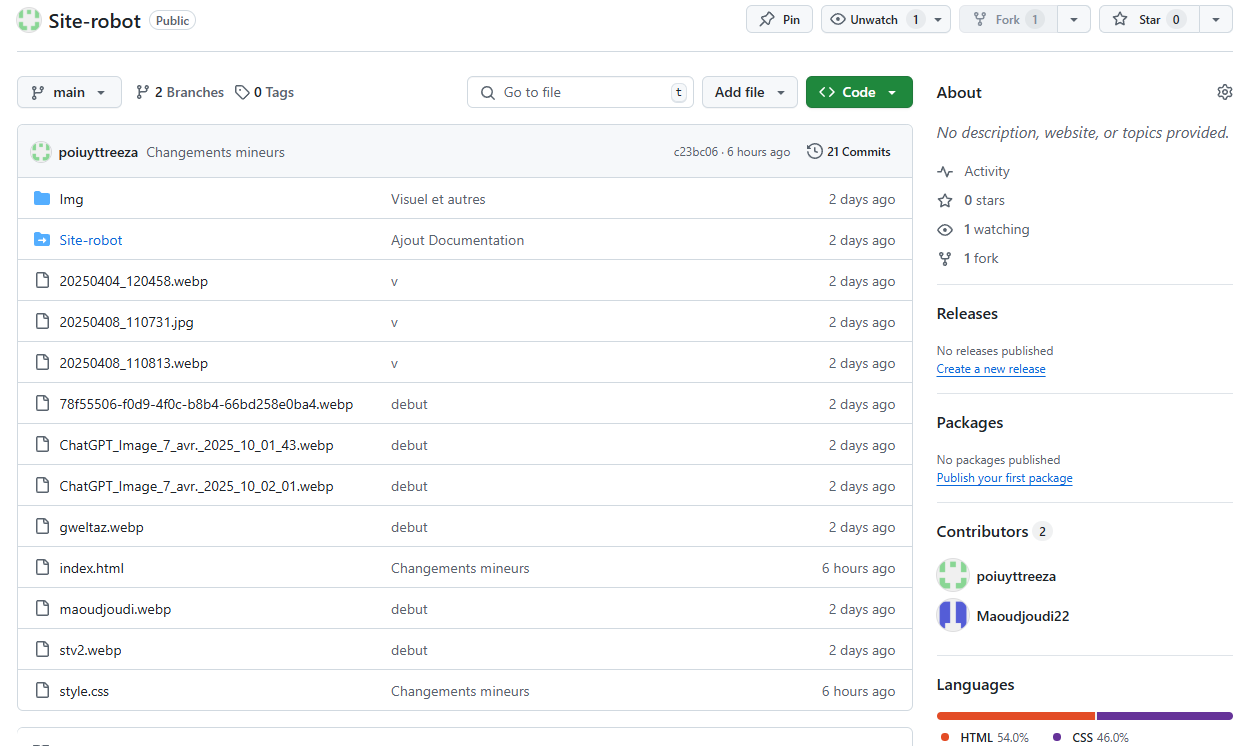 Site-robot Public Pin Unwatch 1 Fork 1 Star 0
main 2 Branches 0 Tags Go to file t Add file Code
poiuyttreeza Changements mineurs c23bc06 · 6 hours ago 21 Commits
Img Visuel et autres 2 days ago
Site-robot Ajout Documentation 2 days ago
20250404_120458.webp v 2 days ago
20250408_110731.jpg v 2 days ago
20250408_110813.webp v 2 days ago
78f55506-f0d9-4f0c-b8b4-66bd258e0ba4.webp debut 2 days ago
ChatGPT_Image_7_avr._2025_10_01_43.webp debut 2 days ago
ChatGPT_Image_7_avr._2025_10_02_01.webp debut 2 days ago
gweltaz.webp debut 2 days ago
index.html Changements mineurs 6 hours ago
maoudjoudi.webp debut 2 days ago
stv2.webp debut 2 days ago
style.css Changements mineurs 6 hours ago
About
No description, website, or topics provided.
Activity
0 stars
1 watching
1 fork
Releases
No releases published
Create a new release
Packages
No packages published
Publish your first package
Contributors 2
poiuyttreeza
Maoudjoudi22
Languages
HTML 54.0% CSS 46.0%